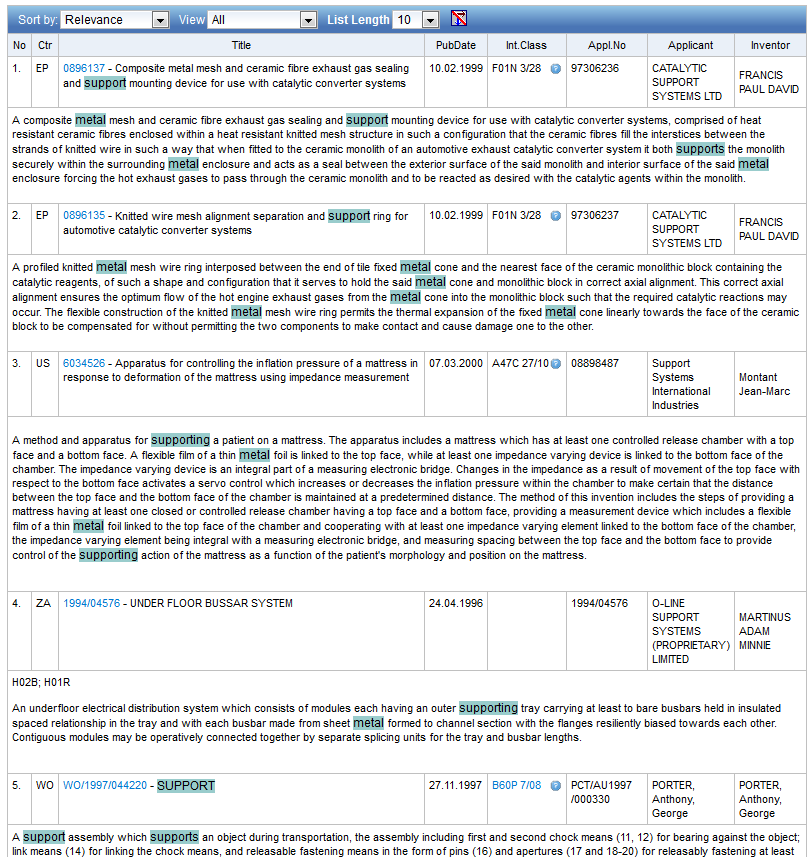 Sort by: Relevance View All List Length 10
No Ctr Title PubDate Int.Class Appl.No Applicant Inventor
1. EP 0896137 - Composite metal mesh and ceramic fibre exhaust gas sealing 10.02.1999 F01N 3/28 97306236 CATALYTIC FRANCIS
and support mounting device for use with catalytic converter systems SUPPORT PAUL DAVID
SYSTEMS LTD
A composite metal mesh and ceramic fibre exhaust gas sealing and support mounting device for use with catalytic converter systems, comprised of heat
resistant ceramic fibres enclosed within a heat resistant knitted mesh structure in such a configuration that the ceramic fibres fill the interstices between the
strands of knitted wire in such a way that when fitted to the ceramic monolith of an automotive exhaust catalytic converter system it both supports the monolith
securely within the surrounding metal enclosure and acts as a seal between the exterior surface of the said monolith and interior surface of the said metal
enclosure forcing the hot exhaust gases to pass through the ceramic monolith and to be reacted as desired with the catalytic agents within the monolith.
2. EP 0896135 - Knitted wire mesh alignment separation and support ring for 10.02.1999 F01N 3/28 97306237 CATALYTIC FRANCIS
automotive catalytic converter systems SUPPORT PAUL DAVID
SYSTEMS LTD
A profiled knitted metal mesh wire ring interposed between the end of tile fixed metal cone and the nearest face of the ceramic monolithic block containing the
catalytic reagents, of such a shape and configuration that it serves to hold the said metal cone and monolithic block in correct axial alignment. This correct axial
alignment ensures the optimum flow of the hot engine exhaust gases from the metal cone into the monolithic block such that the required catalytic reactions may
occur. The flexible construction of the knitted metal mesh wire ring permits the thermal expansion of the fixed metal cone linearly towards the face of the ceramic
block to be compensated for without permitting the two components to make contact and cause damage one to the other.
3. US 6034526 - Apparatus for controlling the inflation pressure of a mattress in 07.03.2000 A47C 27/10 08898487 Support
response to deformation of the mattress using impedance measurement Systems Montant
International Jean-Marc
Industries
A method and apparatus for supporting a patient on a mattress. The apparatus includes a mattress which has at least one controlled release chamber with a top
face and a bottom face. A flexible film of a thin metal foil is linked to the top face, while at least one impedance varying device is linked to the bottom face of the
chamber. The impedance varying device is an integral part of a measuring electronic bridge. Changes in the impedance as a result of movement of the top face with
respect to the bottom face activates a servo control which increases or decreases the inflation pressure within the chamber to make certain that the distance
between the top face and the bottom face of the chamber is maintained at a predetermined distance. The method of this invention includes the steps of providing a
mattress having at least one closed or controlled release chamber having a top face and a bottom face, providing a measurement device which includes a flexible
film of a thin metal foil linked to the top face of the chamber and cooperating with at least one impedance varying element linked to the bottom face of the chamber,
the impedance varying element being integral with a measuring electronic bridge, and measuring spacing between the top face and the bottom face to provide
control of the supporting action of the mattress as a function of the patient's morphology and position on the mattress.
4. ZA 1994/04576 - UNDER FLOOR BUSSAR SYSTEM 24.04.1996 1994/04576 O-LINE
SUPPORT MARTINUS
SYSTEMS ADAM
(PROPRIETARY) MINNIE
LIMITED
H02B; H01R
An underfloor electrical distribution system which consists of modules each having an outer supporting tray carrying at least to bare busbars held in insulated
spaced relationship in the tray and with each busbar made from sheet metal formed to channel section with the flanges resiliently biased towards each other.
Contiguous modules may be operatively connected together by separate splicing units for the tray and busbar lengths.
5. WO WO/1997/044220 - SUPPORT 27.11.1997 B60P 7/08 PCT/AU1997 PORTER, PORTER,
/000330 Anthony, Anthony,
George George
A support assembly which supports an object during transportation, the assembly including first and second chock means (11, 12) for bearing against the object;
link means (14) for linking the chock means, and releasable fastening means in the form of pins (16) and apertures (17 and 18-20) for releasably fastening at least